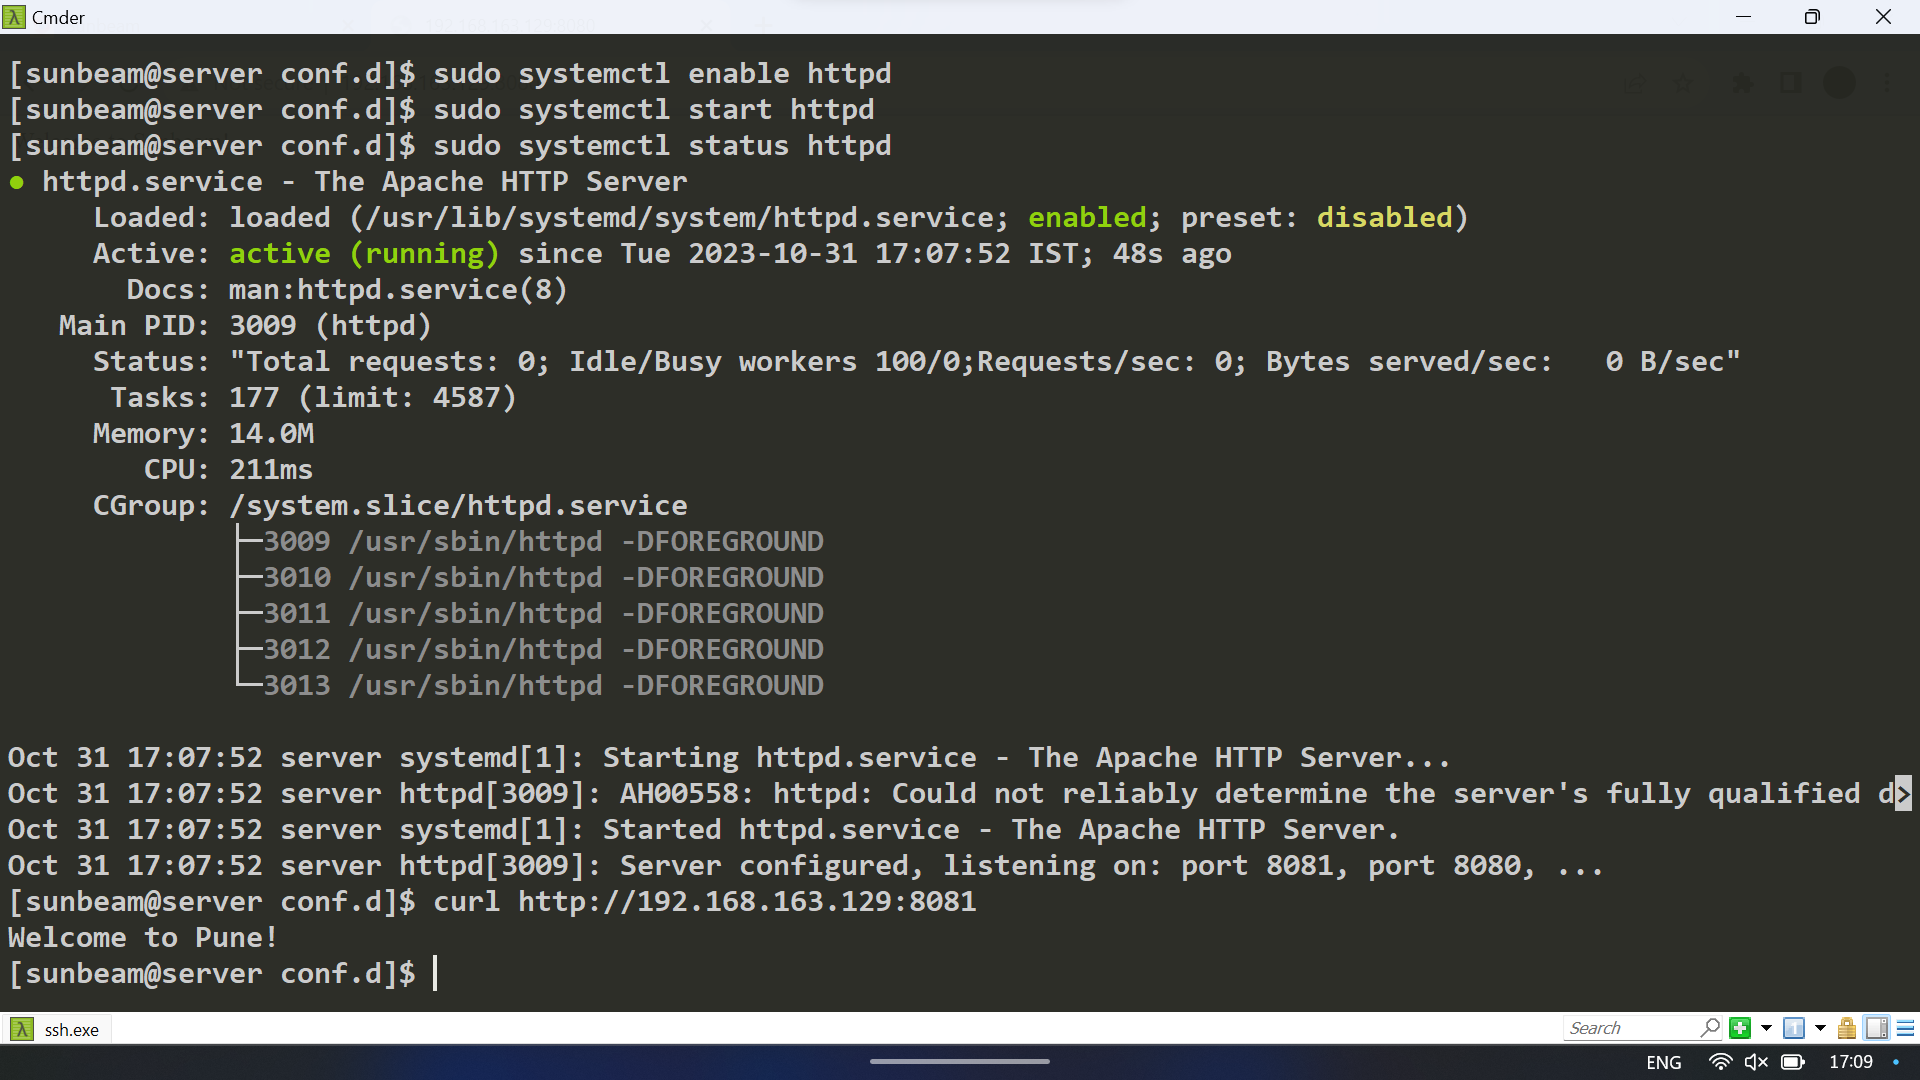 Cmder
[sunbeam@server conf.d]$ sudo systemctl enable httpd
[sunbeam@server conf.d]$ sudo systemctl start httpd
[sunbeam@server conf.d]$ sudo systemctl status httpd
● httpd.service - The Apache HTTP Server
Loaded: loaded (/usr/lib/systemd/system/httpd.service; enabled; preset: disabled)
Active: active (running) since Tue 2023-10-31 17:07:52 IST; 48s ago
Docs: man:httpd.service(8)
Main PID: 3009 (httpd)
Status: "Total requests: 0; Idle/Busy workers 100/0;Requests/sec: 0; Bytes served/sec:   0 B/sec"
Tasks: 177 (limit: 4587)
Memory: 14.0M
CPU: 211ms
CGroup: /system.slice/httpd.service
├─3009 /usr/sbin/httpd -DFOREGROUND
├─3010 /usr/sbin/httpd -DFOREGROUND
├─3011 /usr/sbin/httpd -DFOREGROUND
├─3012 /usr/sbin/httpd -DFOREGROUND
└─3013 /usr/sbin/httpd -DFOREGROUND
Oct 31 17:07:52 server systemd[1]: Starting httpd.service - The Apache HTTP Server...
Oct 31 17:07:52 server httpd[3009]: AH00558: httpd: Could not reliably determine the server's fully qualified d>
Oct 31 17:07:52 server systemd[1]: Started httpd.service - The Apache HTTP Server.
Oct 31 17:07:52 server httpd[3009]: Server configured, listening on: port 8081, port 8080, ...
[sunbeam@server conf.d]$ curl http://192.168.163.129:8081
Welcome to Pune!
[sunbeam@server conf.d]$
ssh.exe
Search
ENG
17:09